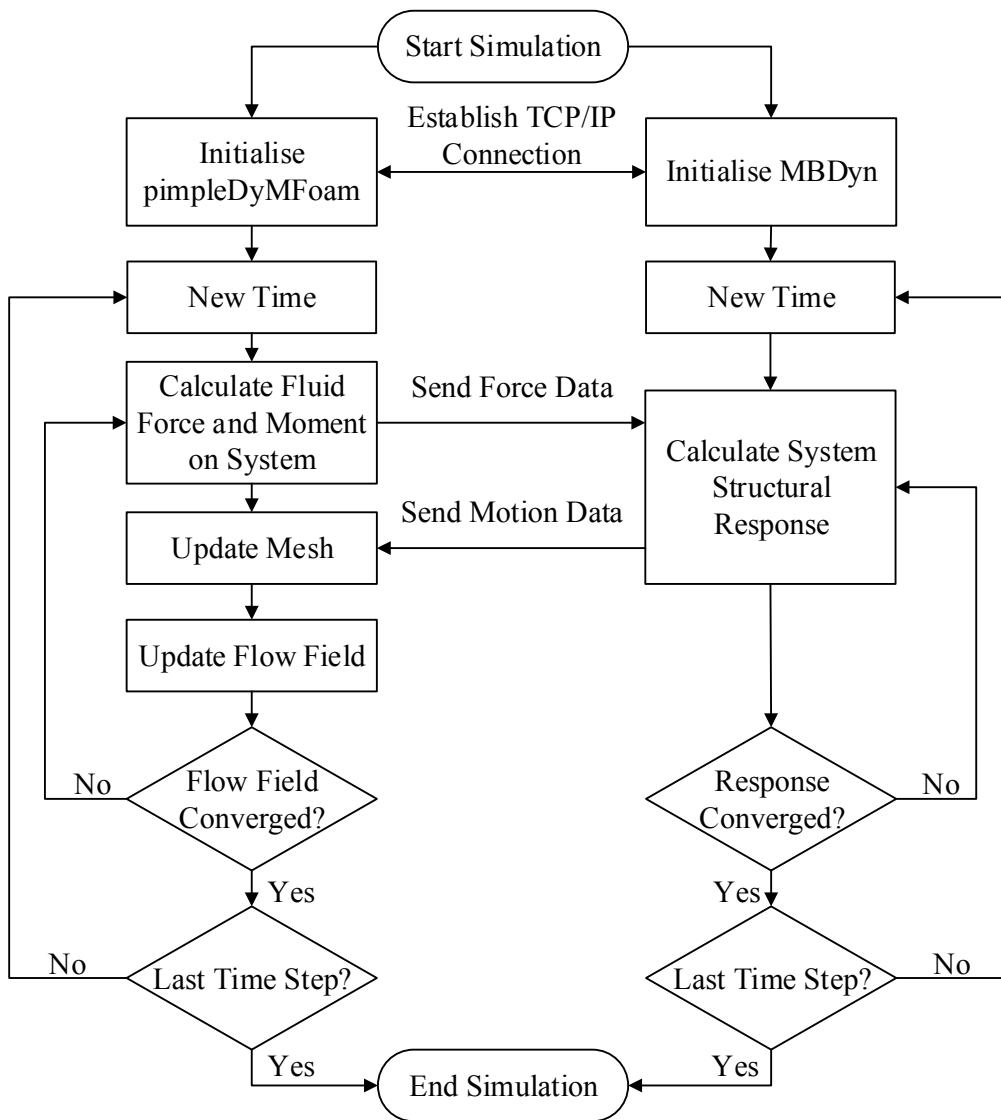 Start Simulation
Establish TCP/IP
Connection
Initialise
pimpleDyMFoam
Initialise MBDyn
New Time
New Time
Calculate Fluid
Force and Moment
on System
Send Force Data
Calculate System
Structural
Response
Send Motion Data
Update Mesh
Update Flow Field
No
Flow Field
Converged?
Response
Converged?
No
Yes
Yes
No
Last Time Step?
Last Time Step?
No
Yes
Yes
End Simulation